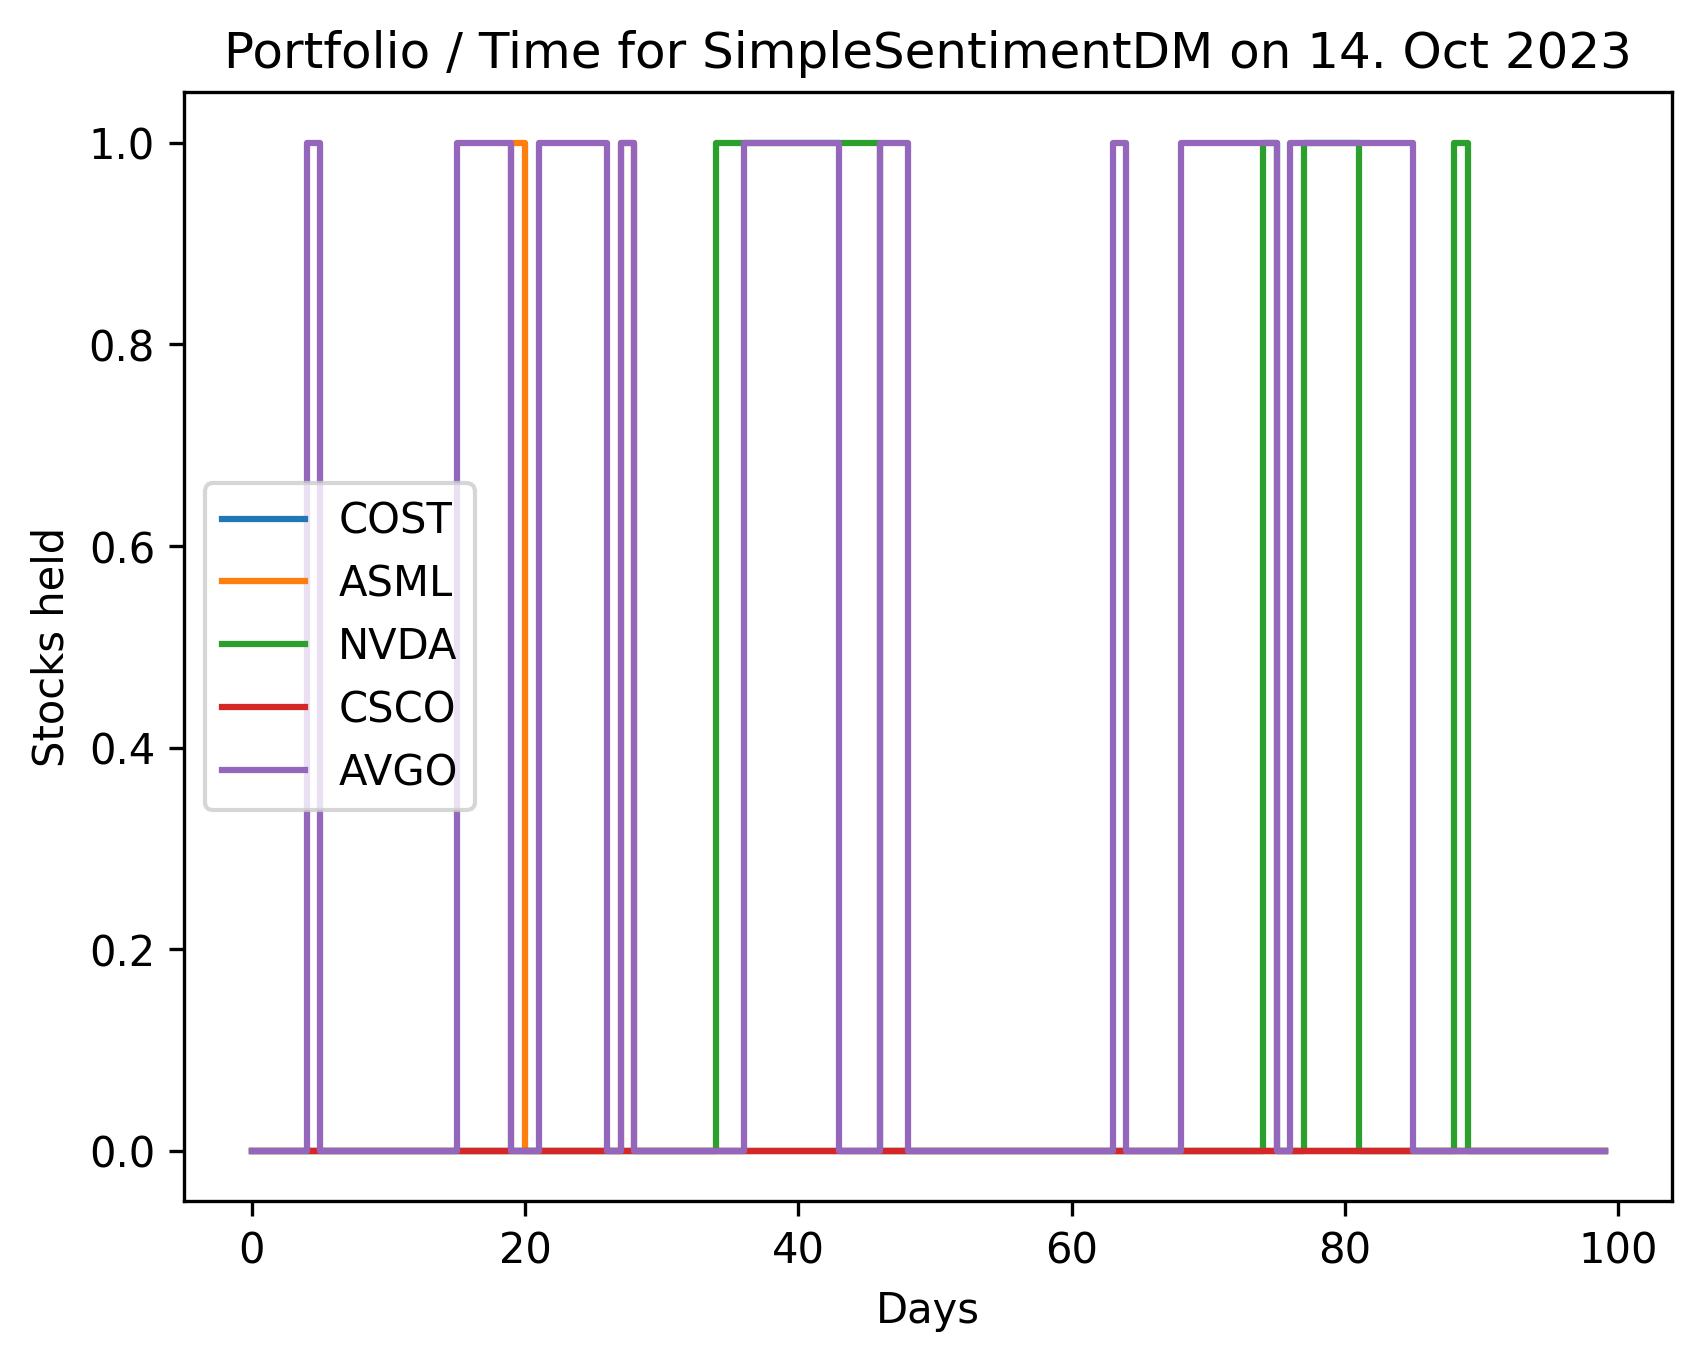 Portfolio / Time for SimpleSentimentDM on 14. Oct 2023
1.0
0.8
0.6
0.4
0.2
0.0
Stocks held
COST
ASML
NVDA
CSCO
AVGO
0 20 40 60 80 100
Days